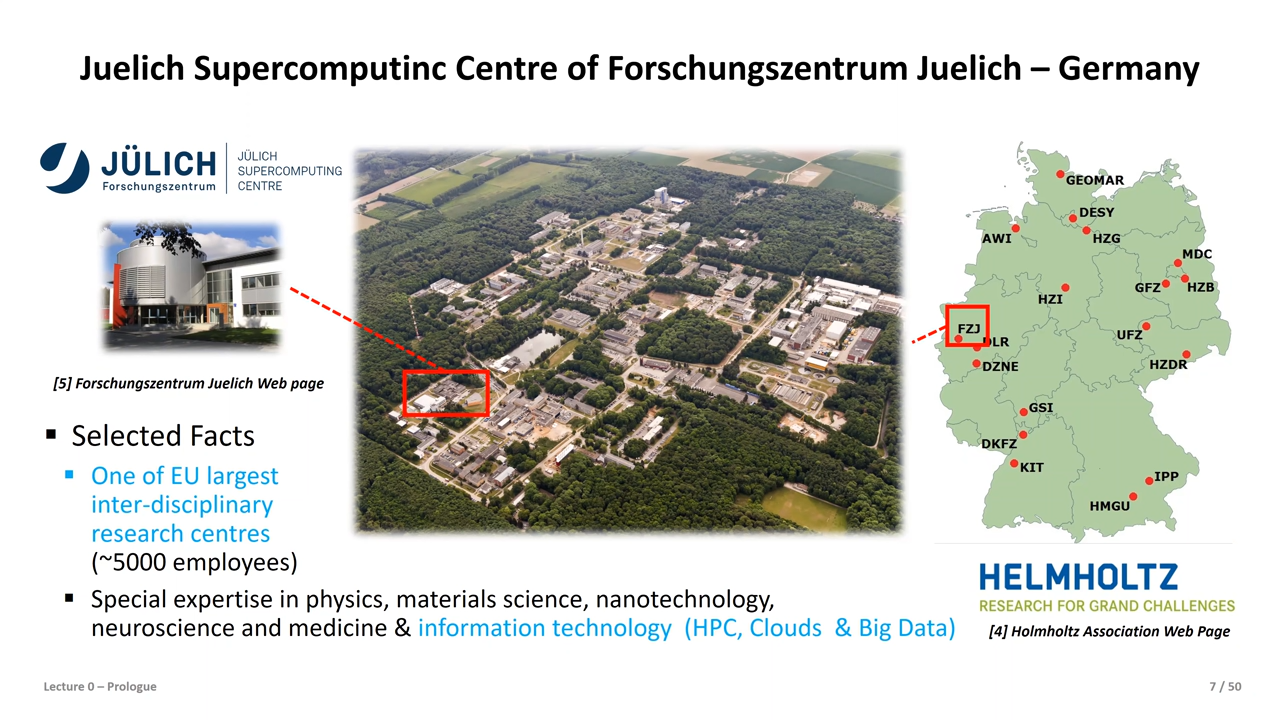 Juelich Supercomputinc Centre of Forschungszentrum Juelich – Germany
JÜLICH
Forschungszentrum
JÜLICH
SUPERCOMPUTING
CENTRE
[5] Forschungszentrum Juelich Web page
▪ Selected Facts
▪ One of EU largest
inter-disciplinary
research centres
(~5000 employees)
▪ Special expertise in physics, materials science, nanotechnology,
neuroscience and medicine & information technology (HPC, Clouds & Big Data)
GEOMAR
DESY
AWI
HZG
MDC
HZI
GFZ
HZB
FZJ
UFZ
DLR
DZNE
HZDR
GSI
DKFZ
KIT
IPP
HMGU
HELMHOLTZ
RESEARCH FOR GRAND CHALLENGES
[4] Holmholtz Association Web Page
Lecture 0 – Prologue
7 / 50